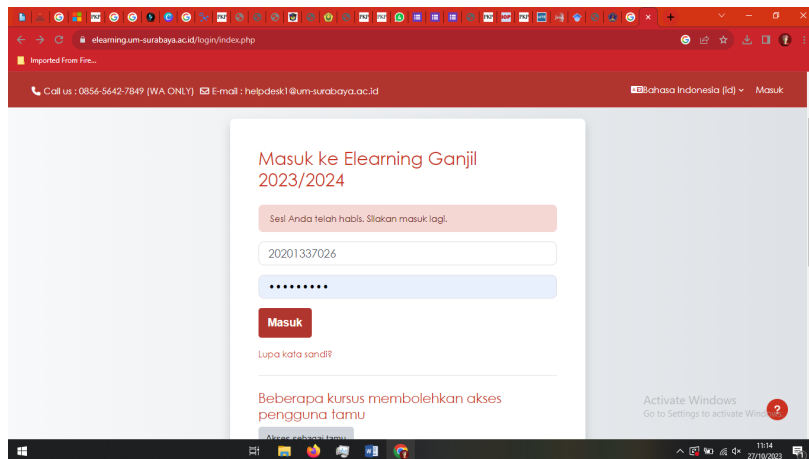 elearning.um-surabaya.ac.id/login/index.php
Imported From Fire...
Call us : 0856-5642-7849 (WA ONLY) E-mail : helpdesk1@um-surabaya.ac.id
Bahasa Indonesia (id) Masuk
Masuk ke Elearning Ganjil
2023/2024
Sesi Anda telah habis. Silakan masuk lagi.
20201337026
•••••••••
Masuk
Lupa kata sandi?
Beberapa kursus membolehkan akses
pengguna tamu
Akses sebagai tamu
Activate Windows
Go to Settings to activate Windows
?
11:14
27/10/2023